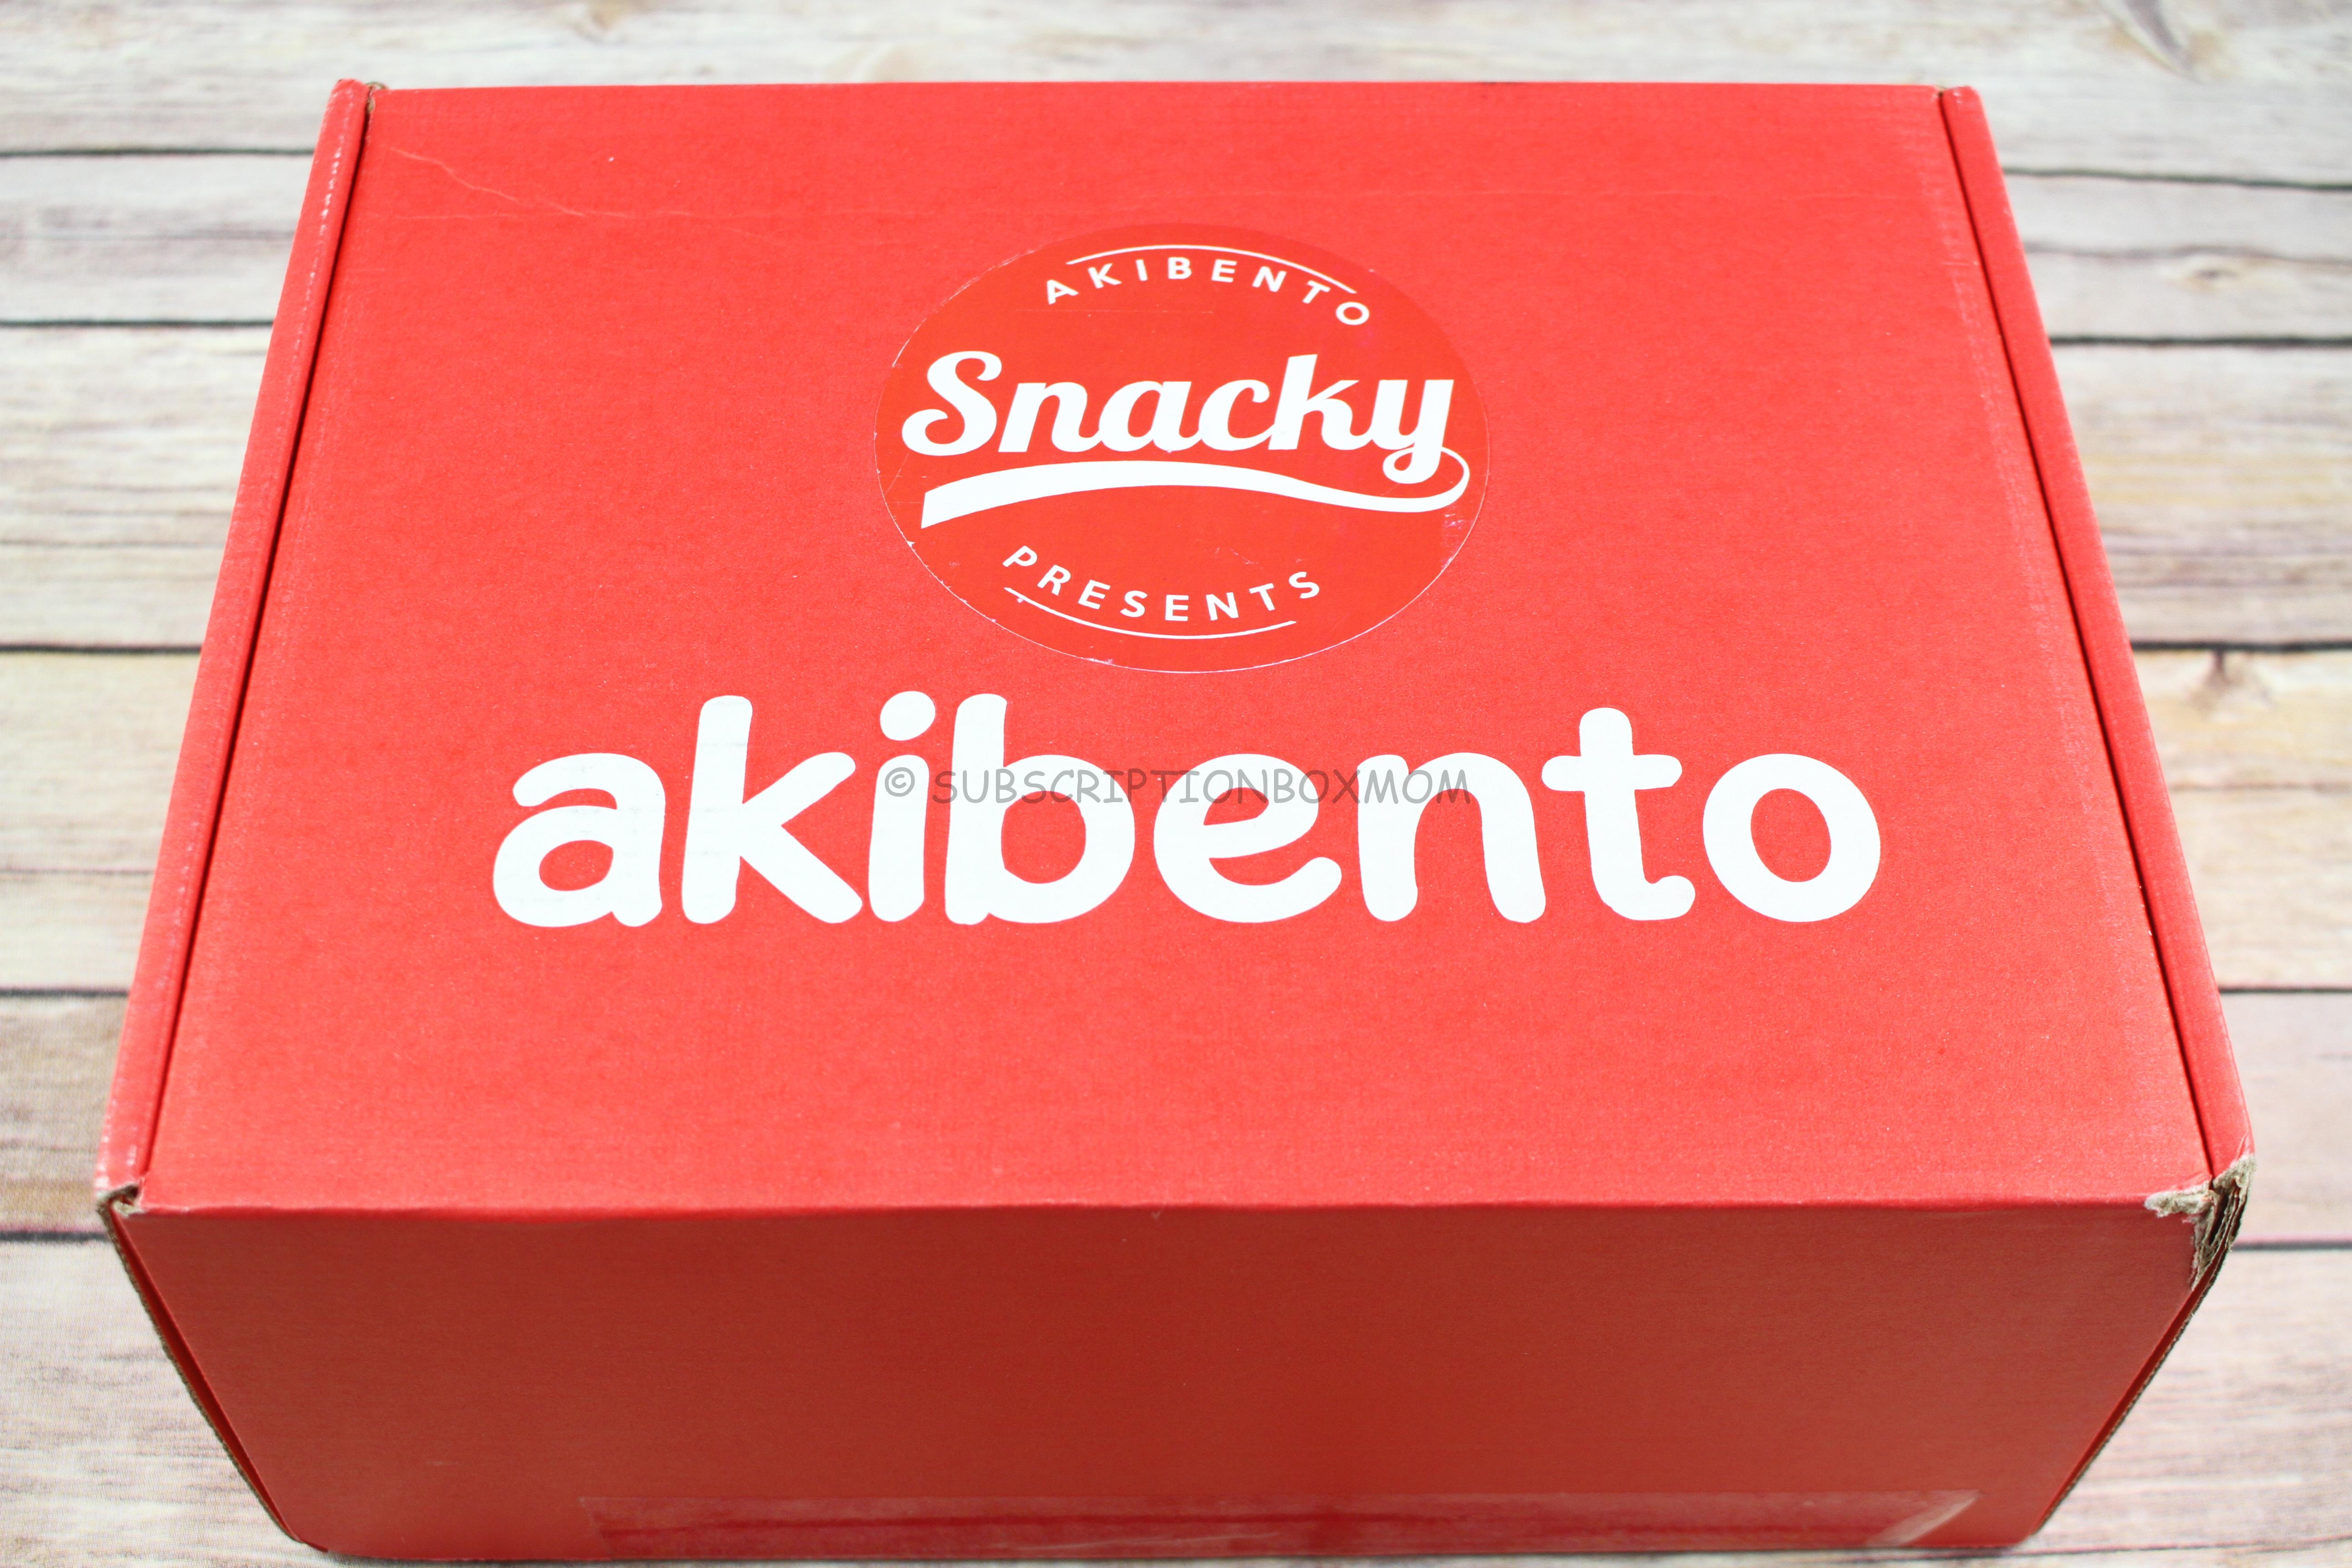 AKIBENTO
Snacky
PRESENTS
akibento
© SUBSCRIPTIONBOXMOM